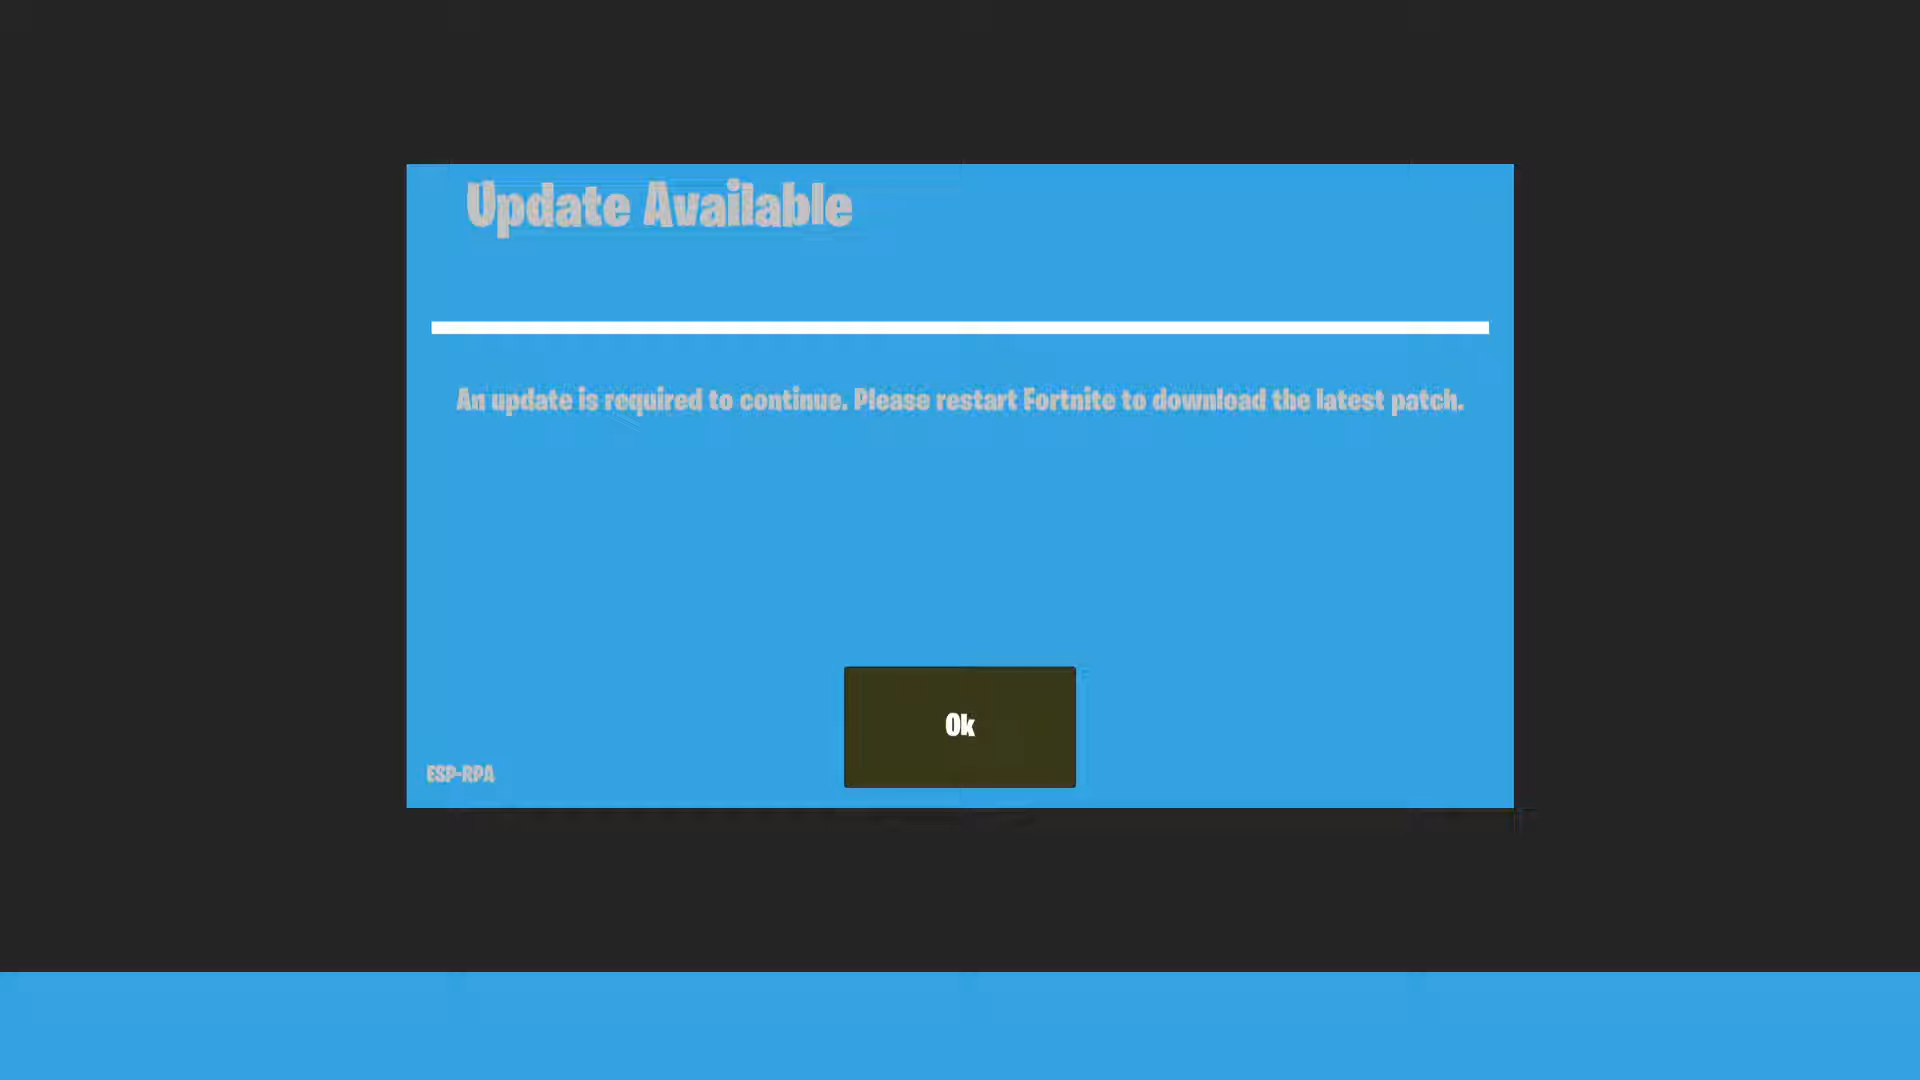 Update Available
An update is required to continue. Please restart Fortnite to download the latest patch.
Ok
ESP-RPA